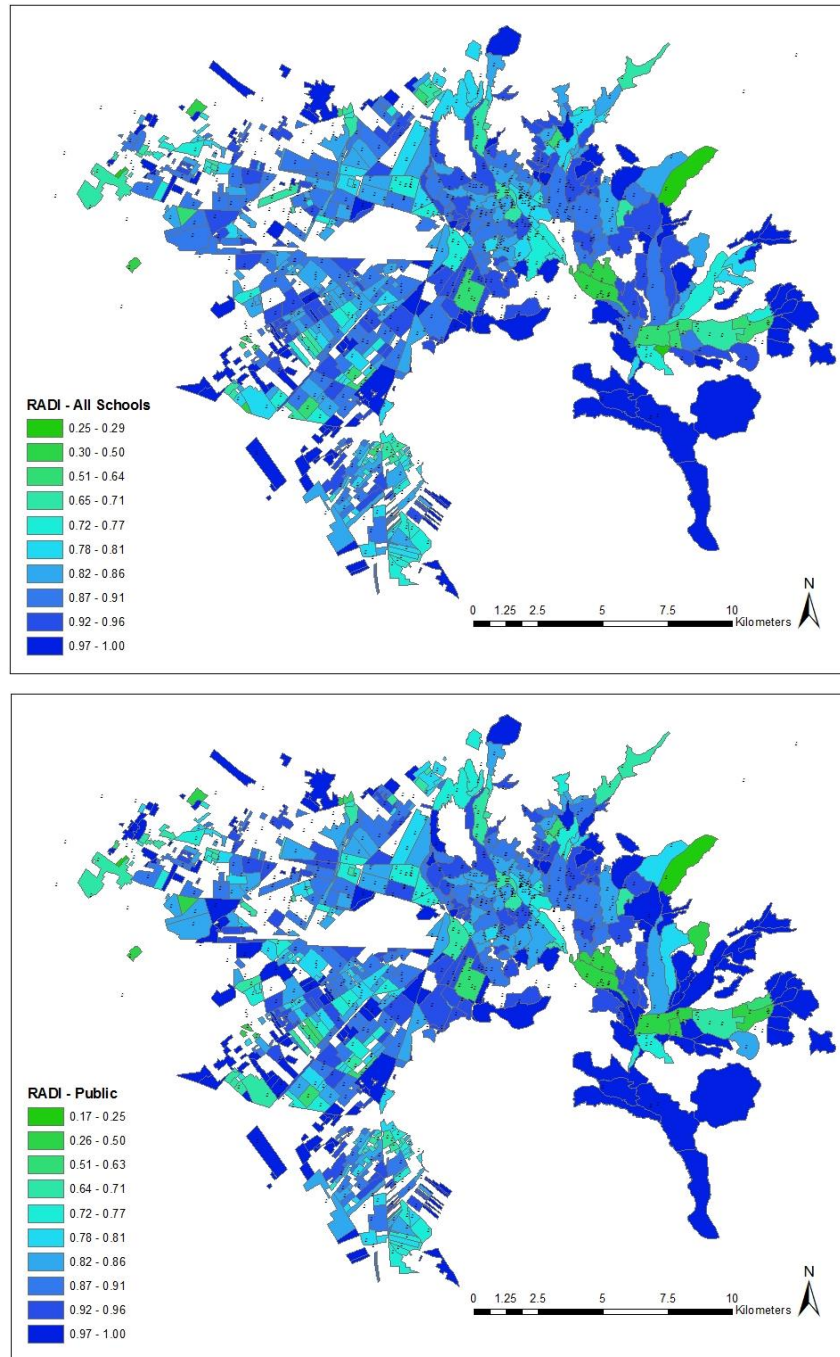 RADI - All Schools
0.25 - 0.29
0.30 - 0.50
0.51 - 0.64
0.65 - 0.71
0.72 - 0.77
0.78 - 0.81
0.82 - 0.86
0.87 - 0.91
0.92 - 0.96
0.97 - 1.00
N
0 1.25 2.5 5 7.5 10
Kilometers
RADI - Public
0.17 - 0.25
0.26 - 0.50
0.51 - 0.63
0.64 - 0.71
0.72 - 0.77
0.78 - 0.81
0.82 - 0.86
0.87 - 0.91
0.92 - 0.96
0.97 - 1.00
N
0 1.25 2.5 5 7.5 10
Kilometers